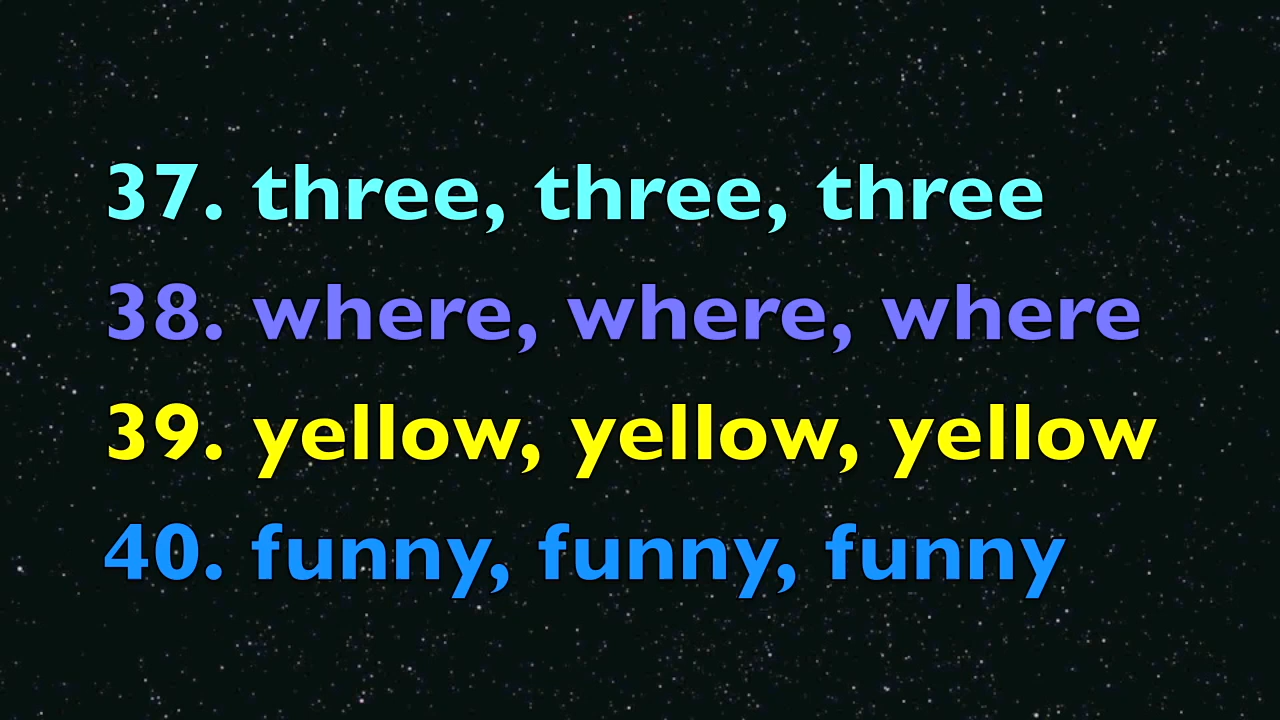 37. three, three, three
38. where, where, where
39. yellow, yellow, yellow
40. funny, funny, funny